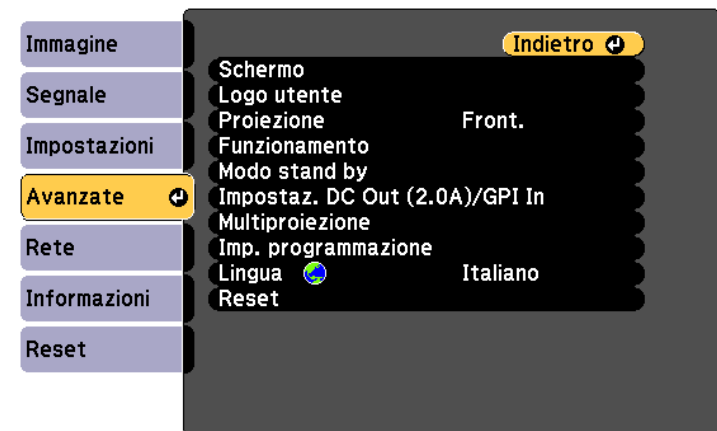 Immagine
Segnale
Impostazioni
Avanzate
Rete
Informazioni
Reset
Indietro
Schermo
Logo utente
Proiezione Front.
Funzionamento
Modo stand by
Impostaz. DC Out (2.0A)/GPI In
Multiproiezione
Imp. programmazione
Lingua Italiano
Reset